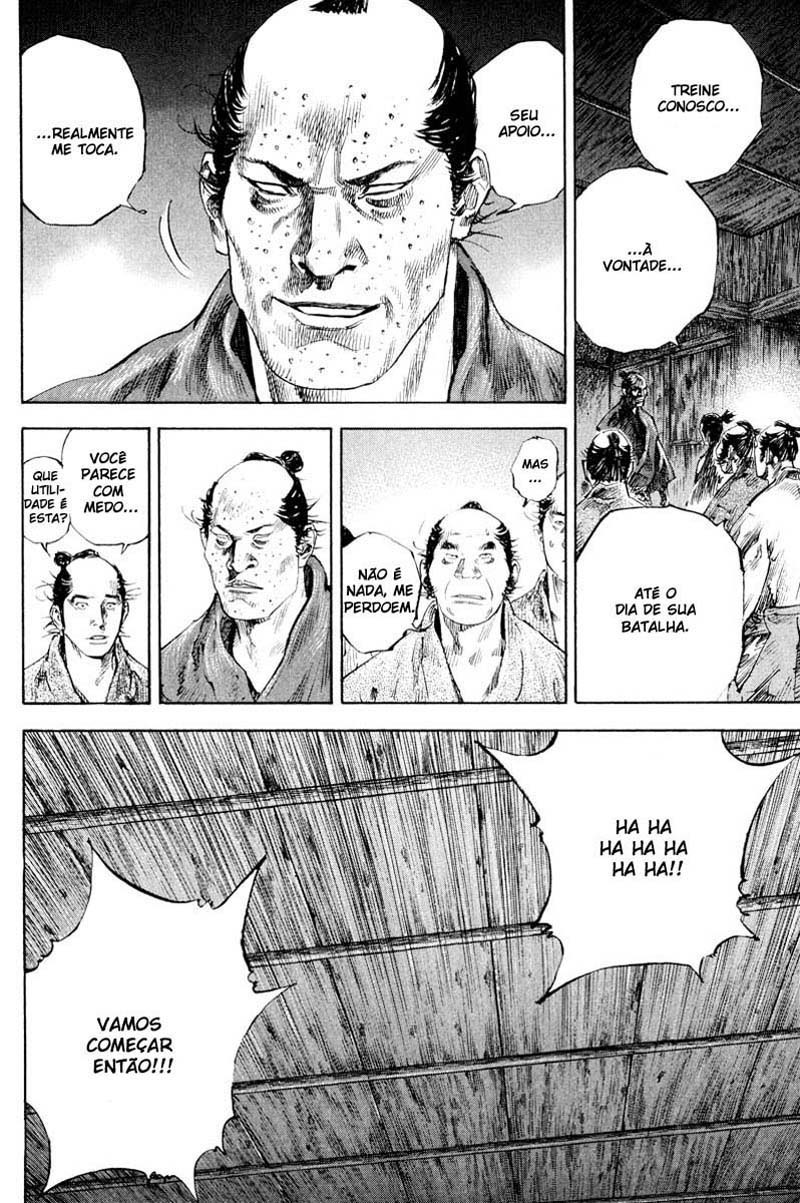 TREINE
CONOSCO...
...À
VONTADE...
ATÉ O
DIA DE SUA
BATALHA.
SEU
APOIO...
...REALMENTE
ME TOCA.
MAS
...
NÃO É
NADA, ME
PERDOEM.
VOCÊ
PARECE
COM
MEDO...
QUE
UTILI-
DADE É
ESTA?
HA HA
HA HA HA
HA HA!!
VAMOS
COMEÇAR
ENTÃO!!!